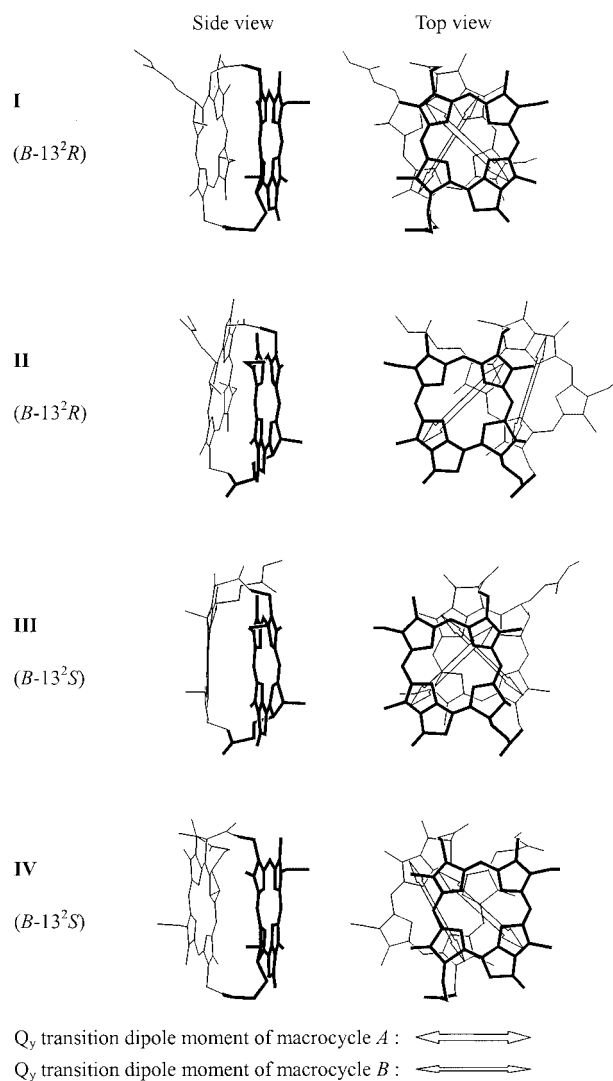 Side view Top view
I
(B-13²R)
II
(B-13²R)
III
(B-13²S)
IV
(B-13²S)
Qy transition dipole moment of macrocycle A :
Qy transition dipole moment of macrocycle B :